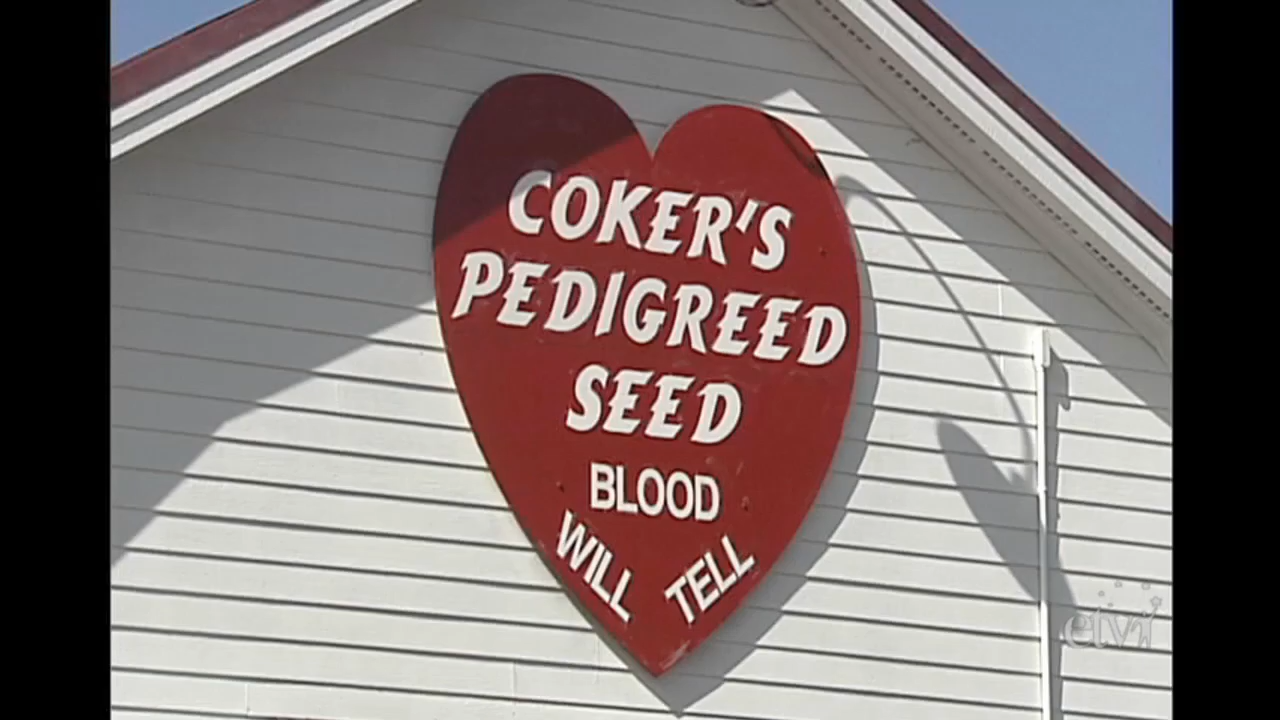 COKER'S
PEDIGREED
SEED
BLOOD
WILL TELL
etv